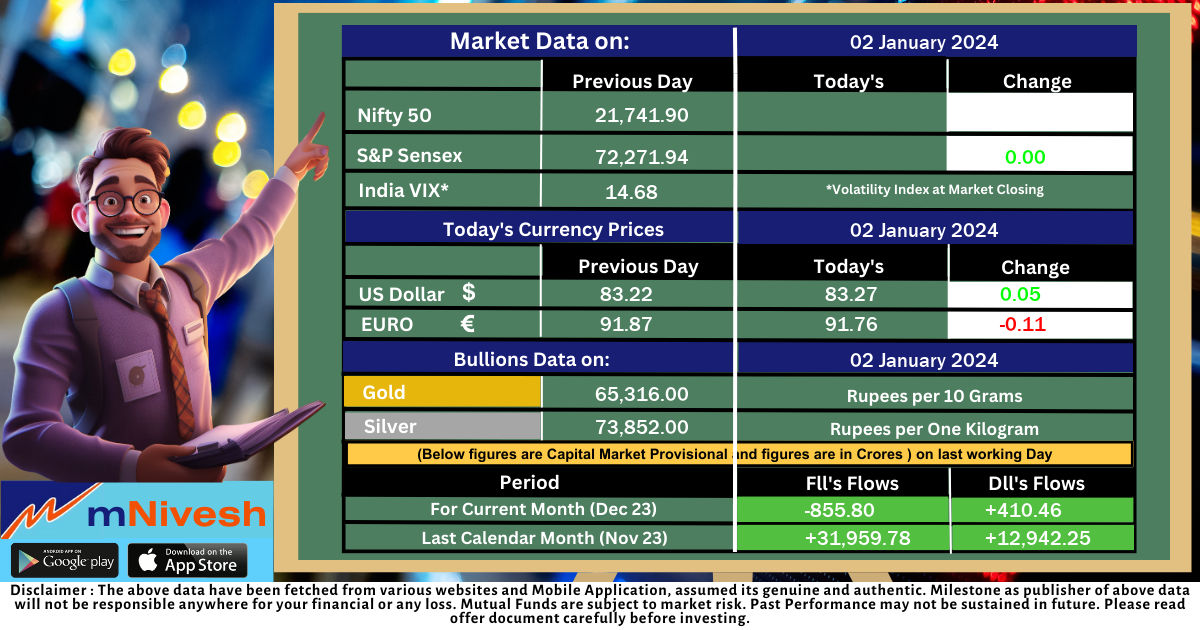 Market Data on: 02 January 2024
Previous Day Today's Change
Nifty 50 21,741.90
S&P Sensex 72,271.94 0.00
India VIX* 14.68 *Volatility Index at Market Closing
Today's Currency Prices 02 January 2024
Previous Day Today's Change
US Dollar $ 83.22 83.27 0.05
EURO € 91.87 91.76 -0.11
Bullions Data on: 02 January 2024
Gold 65,316.00 Rupees per 10 Grams
Silver 73,852.00 Rupees per One Kilogram
(Below figures are Capital Market Provisional and figures are in Crores ) on last working Day
Period FII's Flows DII's Flows
For Current Month (Dec 23) -855.80 +410.46
Last Calendar Month (Nov 23) +31,959.78 +12,942.25
mNivesh
ANDROID APP ON
Google play
Download on the
App Store
Disclaimer : The above data have been fetched from various websites and Mobile Application, assumed its genuine and authentic. Milestone as publisher of above data
will not be responsible anywhere for your financial or any loss. Mutual Funds are subject to market risk. Past Performance may not be sustained in future. Please read
offer document carefully before investing.